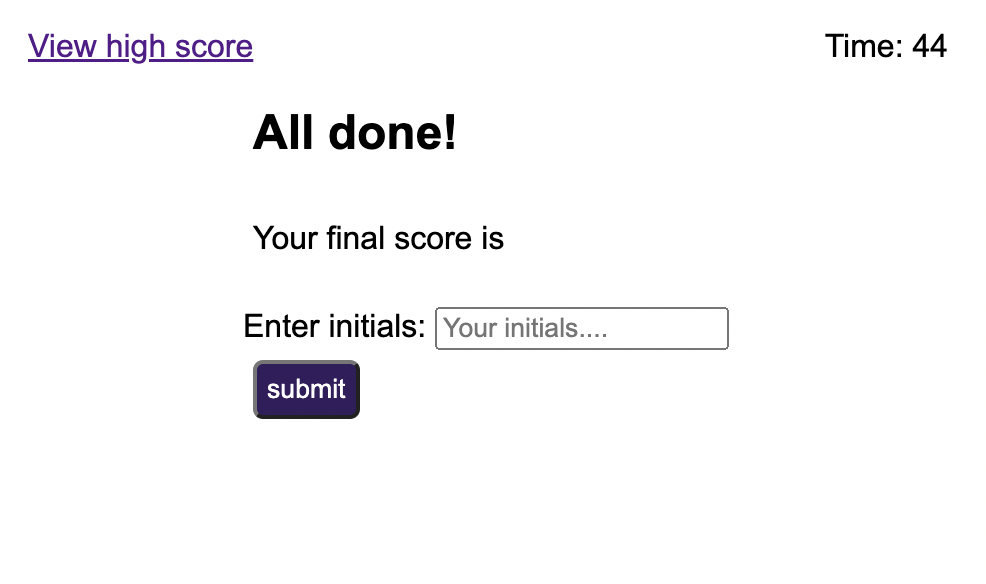 View high score
Time: 44
All done!
Your final score is
Enter initials: Your initials....
submit